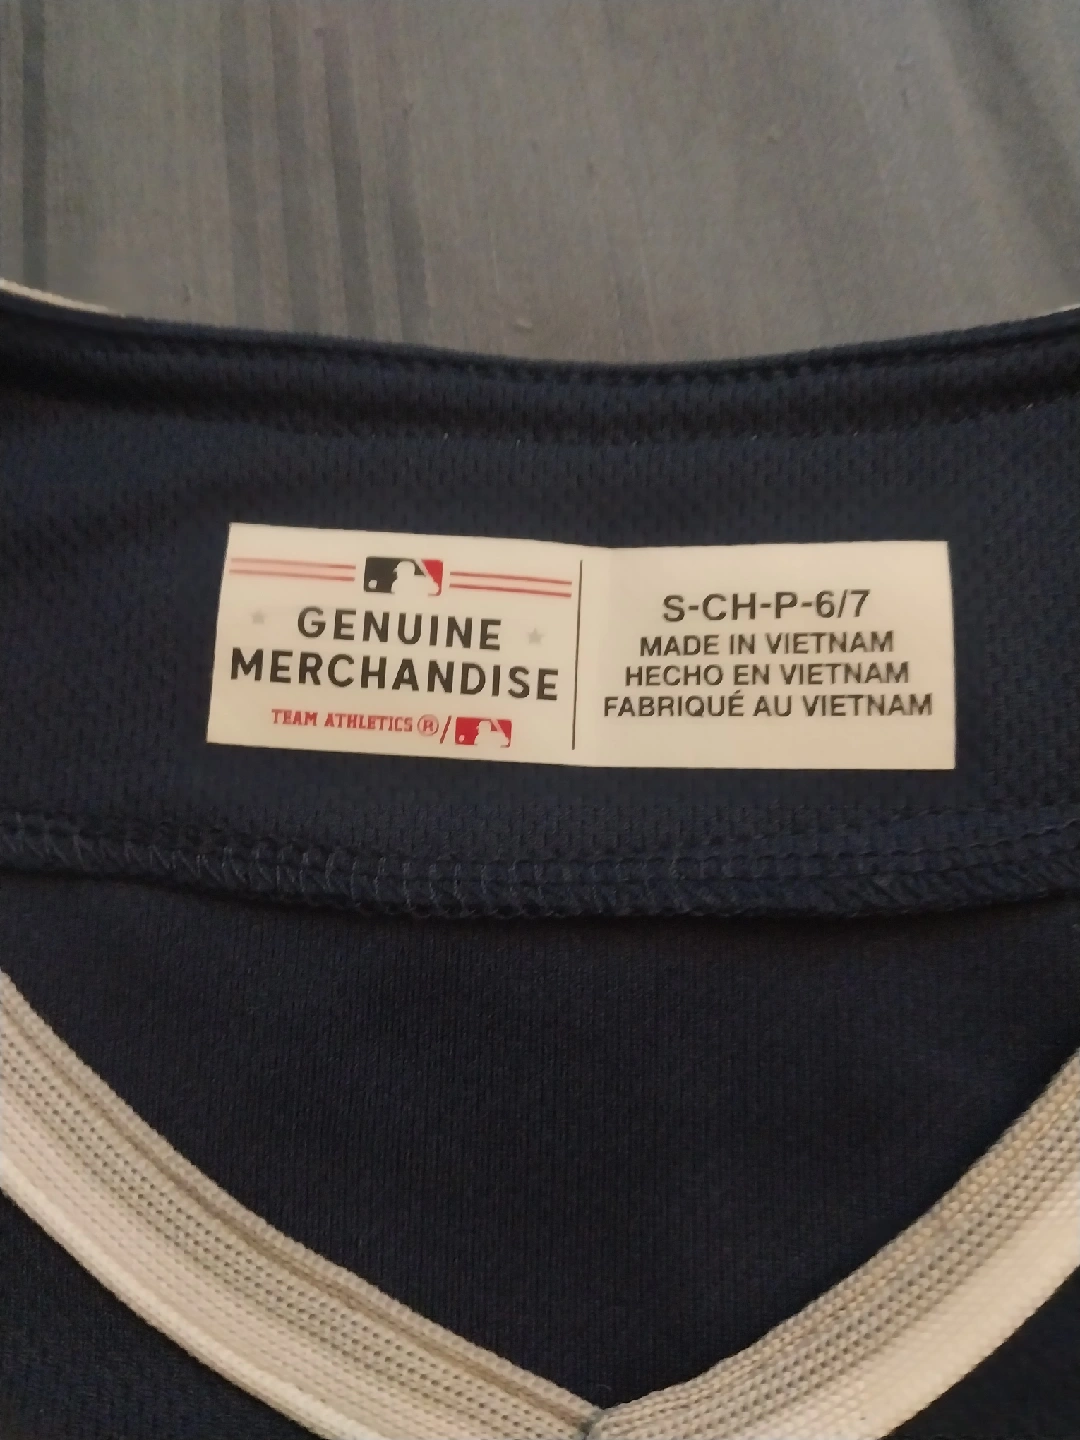 GENUINE
MERCHANDISE
TEAM ATHLETICS ® /
S-CH-P-6/7
MADE IN VIETNAM
HECHO EN VIETNAM
FABRIQUÉ AU VIETNAM